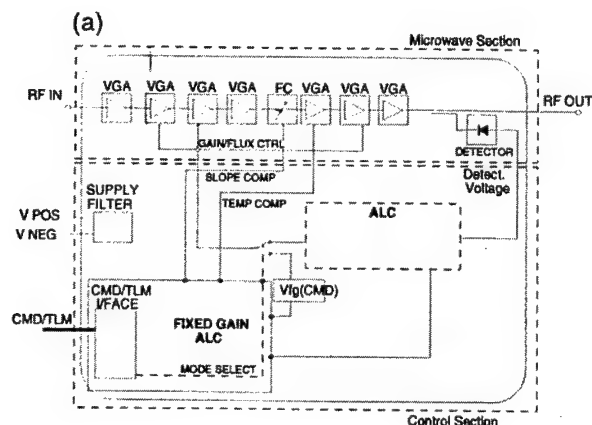 (a)
Microwave Section
VGA VGA VGA VGA FC VGA VGA VGA
RF IN
RF OUT
GAIN/FLUX CTRL
DETECTOR
SLOPE COMP
Detect.
Voltage
SUPPLY
FILTER
TEMP COMP
V POS
V NEG
ALC
CMD/TLM
I/FACE
Vfg(CMD)
CMD/TLM
FIXED GAIN
ALC
MODE SELECT
Control Section